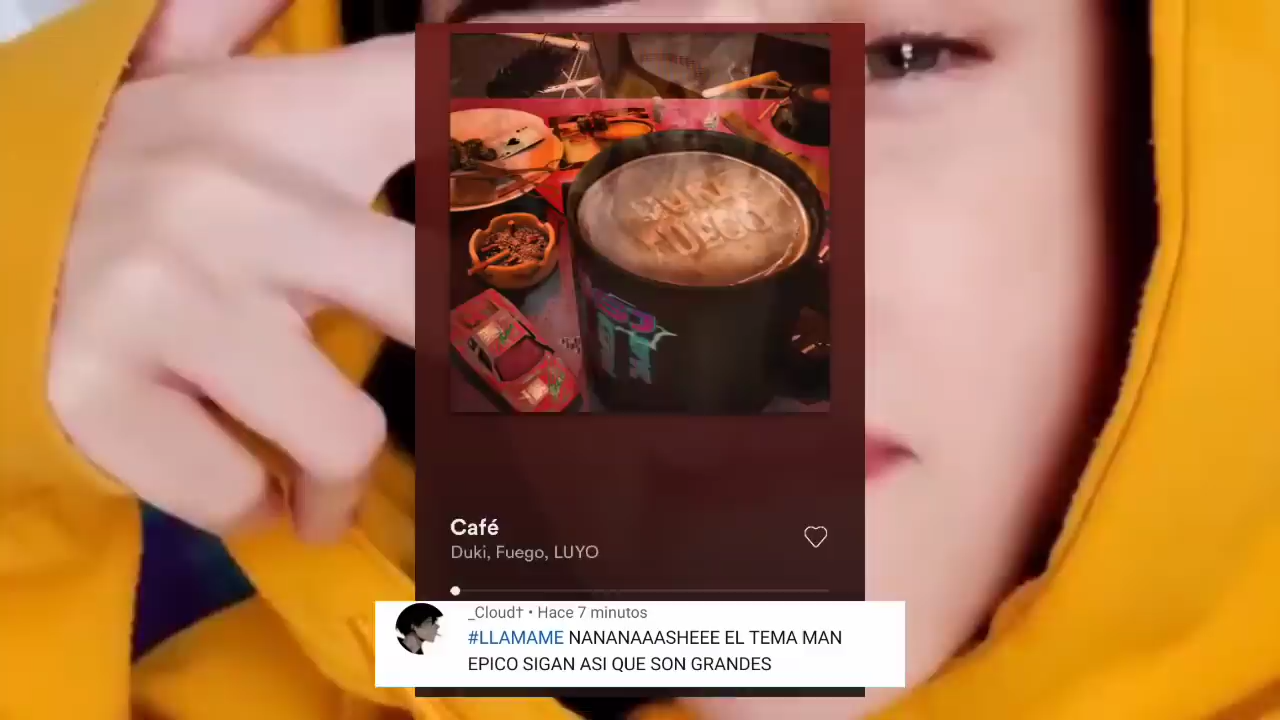 Café
Duki, Fuego, LUYO
_Cloud† • Hace 7 minutos
#LLAMAME NANANAAASHEEE EL TEMA MAN
EPICO SIGAN ASI QUE SON GRANDES